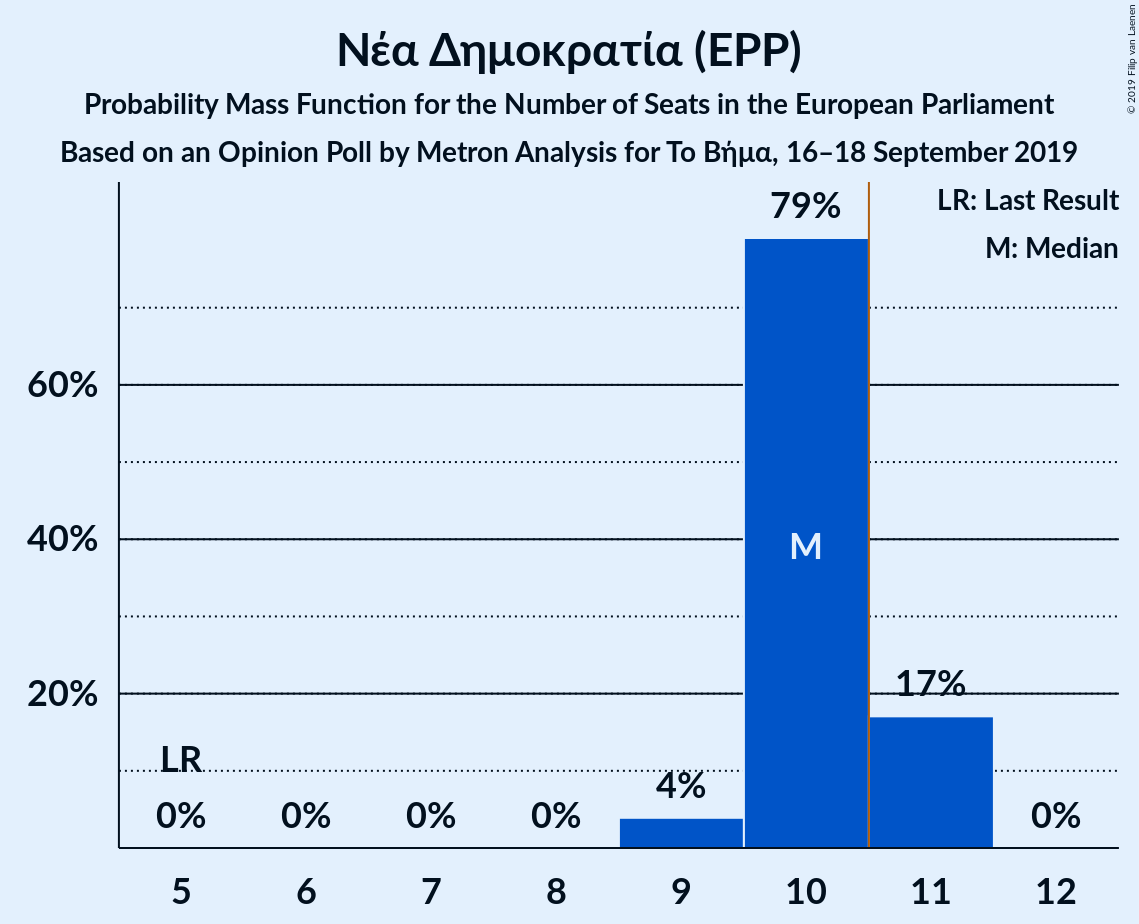 Νέα Δημοκρατία (EPP)
Probability Mass Function for the Number of Seats in the European Parliament
Based on an Opinion Poll by Metron Analysis for Το Βήμα, 16–18 September 2019
© 2019 Filip van Laenen
LR: Last Result
M: Median
79%
60%
40%
M
20%
17%
LR
4%
0%
0%
0%
0%
0%
5
6
7
8
9
10
11
12